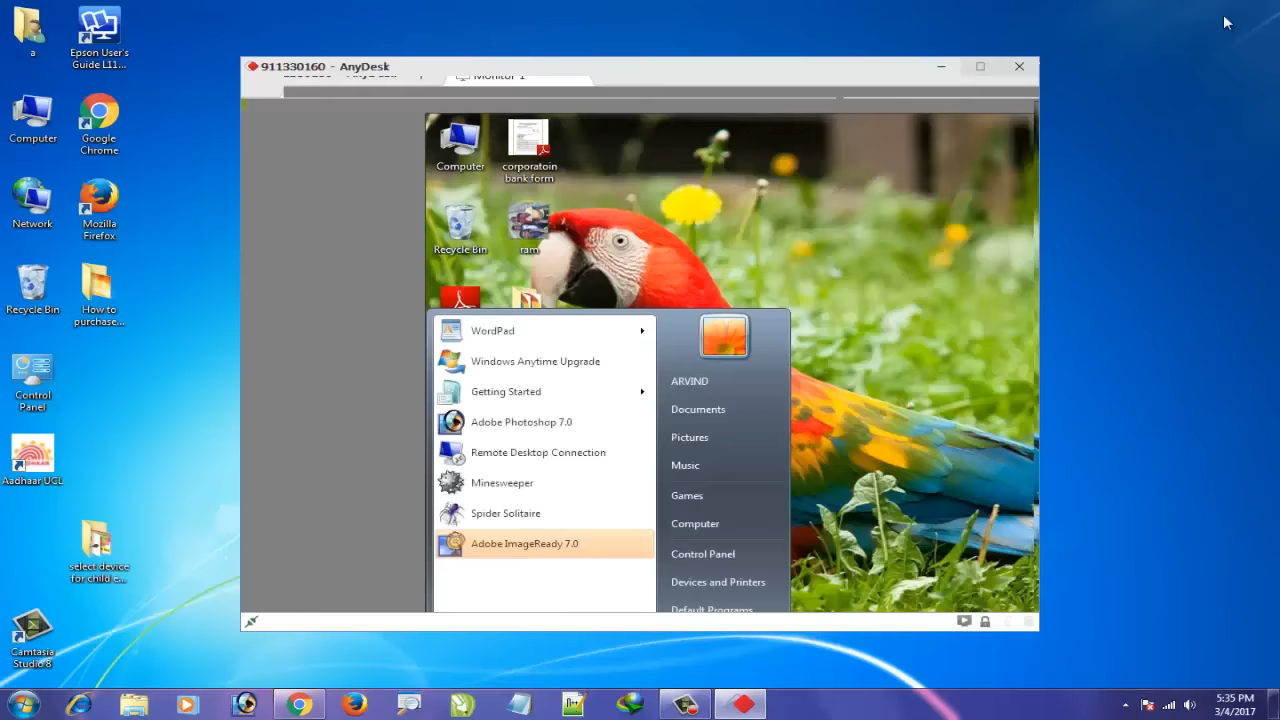 a
Epson User's
Guide L11...
Computer
Google
Chrome
Network
Mozilla
Firefox
Recycle Bin
How to
purchase...
Control
Panel
Aadhaar UCL
select device
for child e...
Camtasia
Studio 8
911330160 - AnyDesk
Monitor 1
Computer
corporatoin
bank form
Recycle Bin
ram
WordPad
Windows Anytime Upgrade
Getting Started
Adobe Photoshop 7.0
Remote Desktop Connection
Minesweeper
Spider Solitaire
Adobe ImageReady 7.0
ARVIND
Documents
Pictures
Music
Games
Computer
Control Panel
Devices and Printers
Default Programs
5:35 PM
3/4/2017